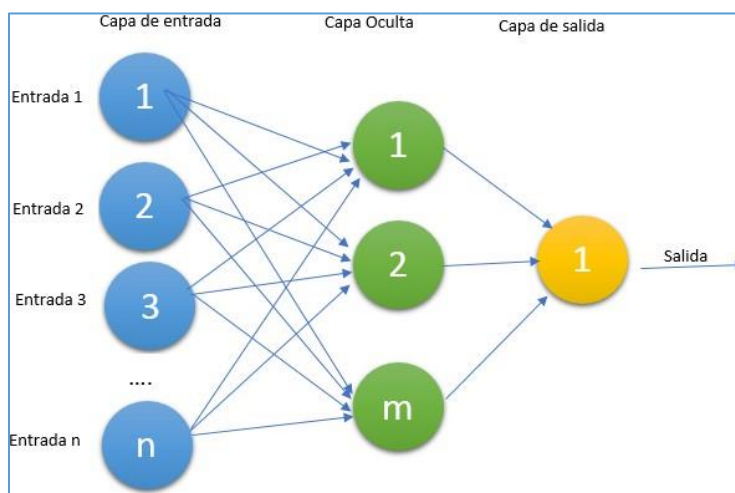 Capa de entrada
Capa Oculta
Capa de salida
Entrada 1
1
Entrada 2
2
Entrada 3
3
....
Entrada n
n
1
2
m
1
Salida